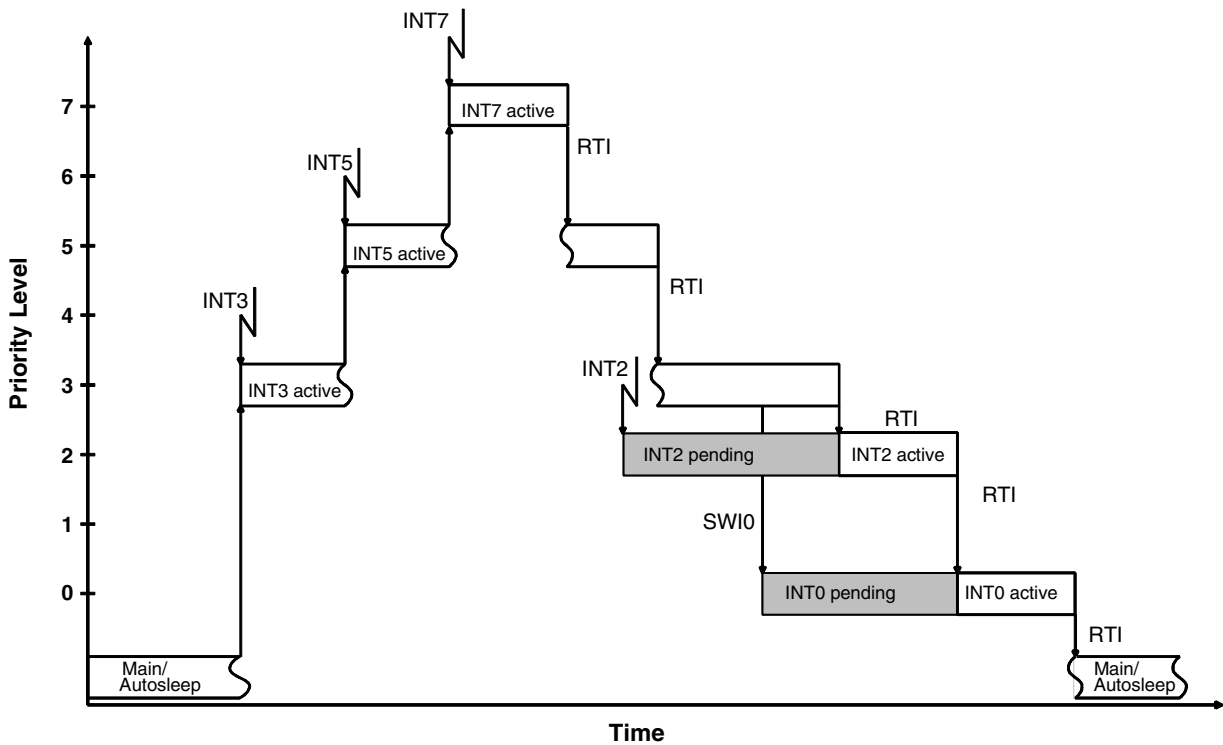 INT7
7
INT7 active
RTI
INT5
6
5
INT5 active
RTI
INT3
4
INT2
3
INT3 active
RTI
2
INT2 pending
INT2 active
RTI
1
SWI0
0
INT0 pending
INT0 active
RTI
Main/
Autosleep
Main/
Autosleep
Priority Level
Time